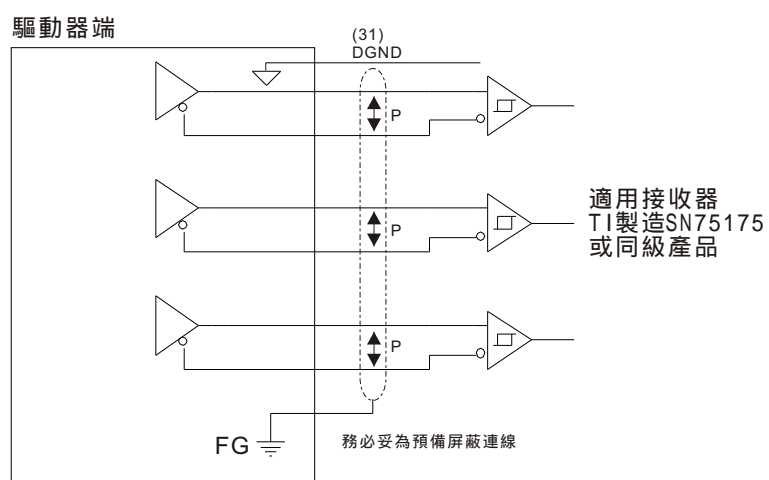 驅動器端
(31)
DGND
P
P
適用接收器
TI製造SN75175
或同級產品
P
FG
務必妥為預備屏蔽連線